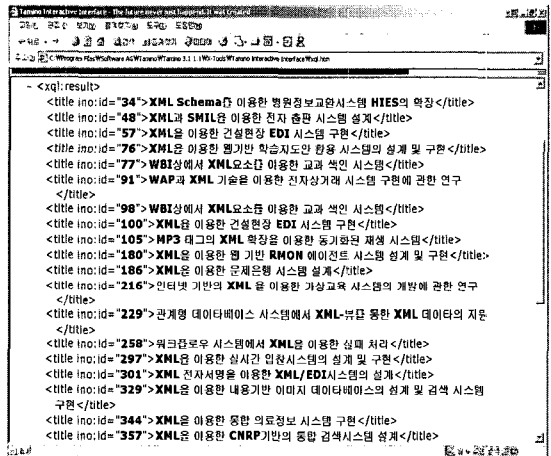 Tamino Interactive Interface - The future
C:\Program Files\Software AG\Tamino\Tamino 3.1.1.1\X-Tools\Tamino Interactive Interface\xql.htm
- <xql:result>
<title ino:id="34">XML Schema를 이용한 병원정보교환시스템 HIES의 확장</title>
<title ino:id="48">XML과 SMIL을 이용한 전자 출판 시스템 설계</title>
<title ino:id="57">XML을 이용한 건설현장 EDI 시스템 구현</title>
<title ino:id="76">XML을 이용한 웹기반 학습지도안 활용 시스템의 설계 및 구현</title>
<title ino:id="77">WBI상에서 XML요소를 이용한 교과 색인 시스템</title>
<title ino:id="91">WAP과 XML 기술을 이용한 전자상거래 시스템 구현에 관한 연구
</title>
<title ino:id="98">WBI상에서 XML요소를 이용한 교과 색인 시스템</title>
<title ino:id="100">XML을 이용한 건설현장 EDI 시스템 구현</title>
<title ino:id="105">MP3 태그의 XML 확장을 이용한 동기화된 재생 시스템</title>
<title ino:id="180">XML을 이용한 웹 기반 RMON 에이전트 시스템 설계 및 구현</title>
<title ino:id="186">XML을 이용한 문제은행 시스템 설계</title>
<title ino:id="216">인터넷 기반의 XML 을 이용한 가상교육 시스템의 개발에 관한 연구
</title>
<title ino:id="229">관계형 데이타베이스 시스템에서 XML-뷰를 통한 XML 데이타의 지원
</title>
<title ino:id="258">워크플로우 시스템에서 XML을 이용한 실패 처리</title>
<title ino:id="297">XML을 이용한 실시간 입찰시스템의 설계 및 구현</title>
<title ino:id="301">XML 전자서명을 이용한 XML/EDI시스템의 설계</title>
<title ino:id="329">XML을 이용한 내용기반 이미지 데이타베이스의 설계 및 검색 시스템
구현</title>
<title ino:id="344">XML을 이용한 통합 의료정보 시스템 구현</title>
<title ino:id="357">XML을 이용한 CNRP기반의 통합 검색시스템 설계</title>